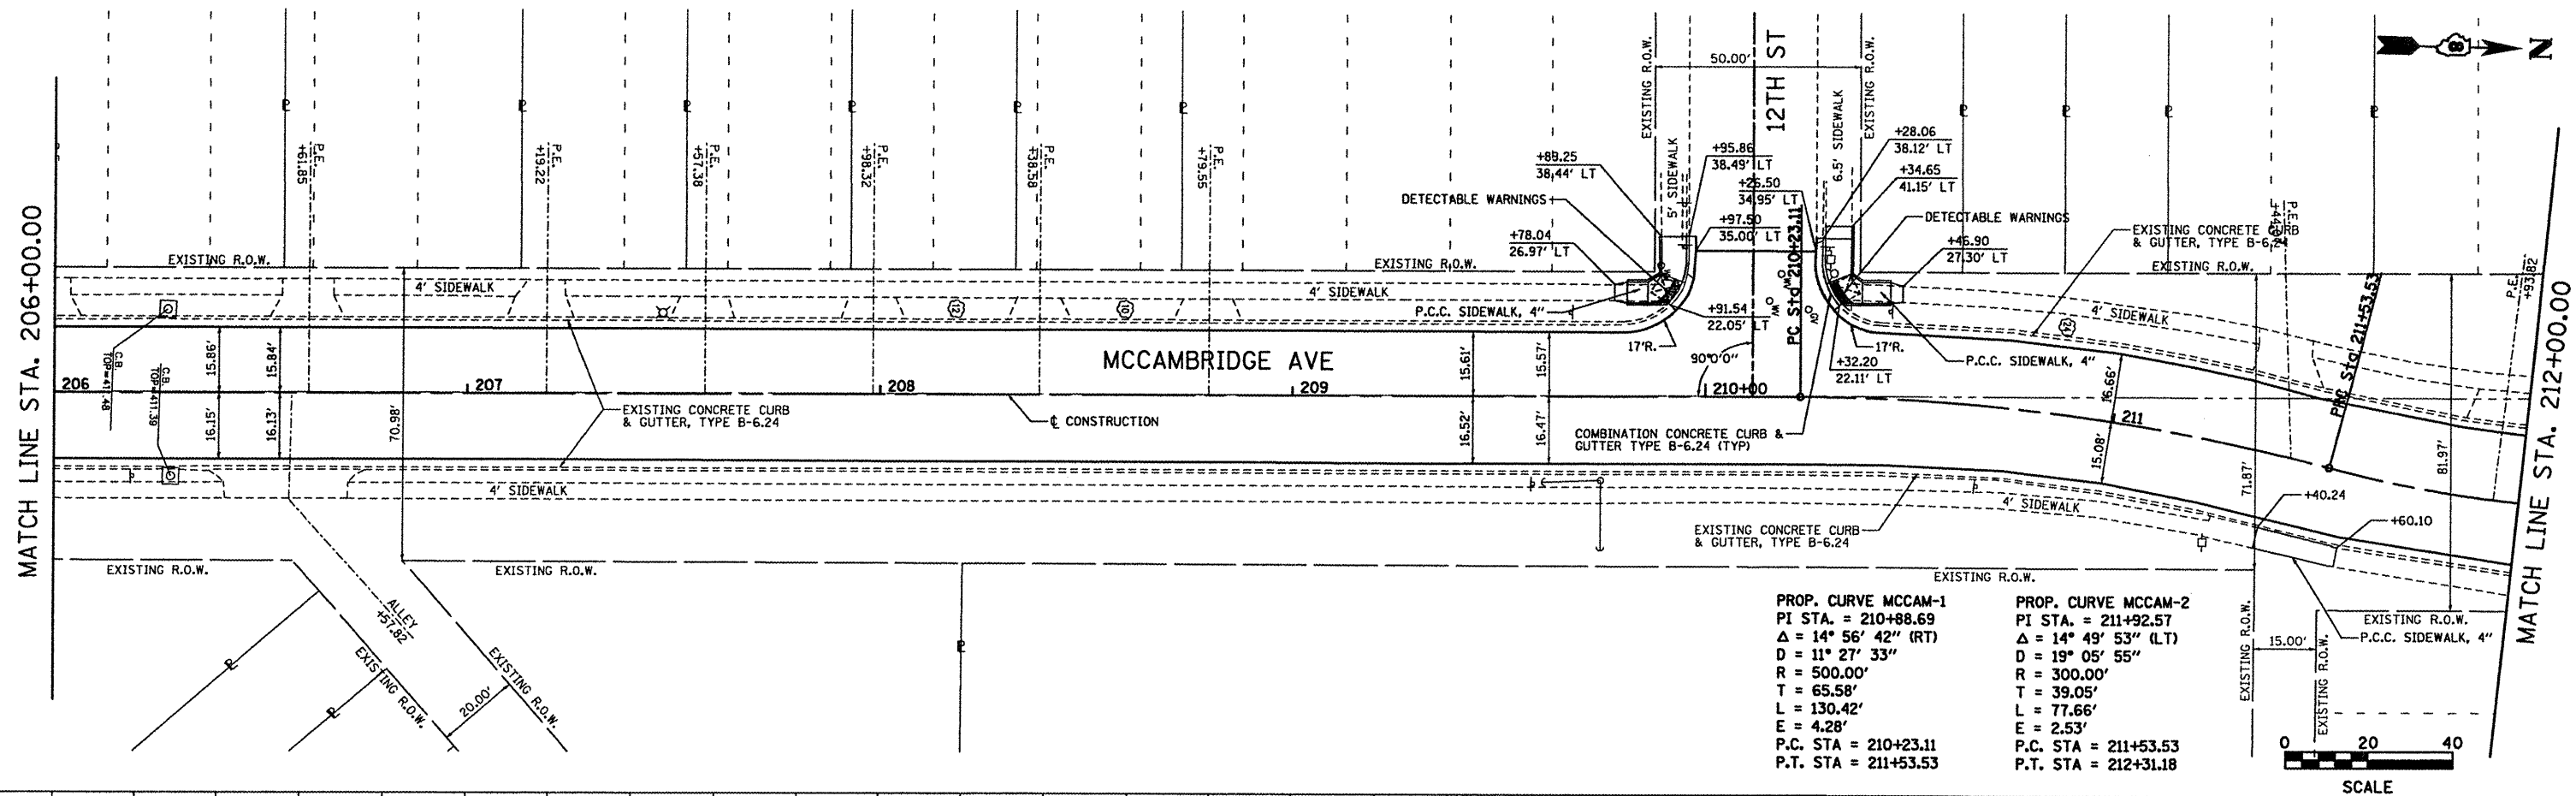 MATCH LINE STA. 206+00.00
EXISTING R.O.W.
4' SIDEWALK
P.E.
+61.85
P.E.
+19.22
P.E.
+57.38
P.E.
+98.32
P.E.
+38.58
P.E.
+79.55
4' SIDEWALK
EXISTING R.O.W.
12
10
EXISTING R.O.W.
50.00'
12TH ST
EXISTING R.O.W.
5' SIDEWALK
6.5' SIDEWALK
38.44' LT
DETECTABLE WARNINGS
+78.04
26.97' LT
P.C.C. SIDEWALK, 4"
+95.86
38.49' LT
+26.50
34.95' LT
+97.50
35.00' LT
+91.54
22.05' LT
17'R.
90°0'0"
PC Sta 210+23.11
+28.06
38.12' LT
+34.65
41.15' LT
DETECTABLE WARNINGS
+46.90
27.30' LT
17'R.
+32.20
22.11' LT
P.C.C. SIDEWALK, 4"
EXISTING CONCRETE CURB
& GUTTER, TYPE B-6.24
EXISTING R.O.W.
24
4' SIDEWALK
P.E.
PRC Sta 211+53.53
P.E.
+93.82
N
MATCH LINE STA. 212+00.00
C.B.
C.B.
TOP=411.39
15.86'
15.84'
MCCAMBRIDGE AVE
15.61'
15.57'
16.66'
206
207
208
209
210+00
211
16.15'
16.13'
70.98'
EXISTING CONCRETE CURB
& GUTTER, TYPE B-6.24
℄ CONSTRUCTION
16.52'
16.47'
COMBINATION CONCRETE CURB &
GUTTER TYPE B-6.24 (TYP)
15.08'
71.87'
81.97'
4' SIDEWALK
4' SIDEWALK
+40.24
+60.10
EXISTING CONCRETE CURB
& GUTTER, TYPE B-6.24
EXISTING R.O.W.
EXISTING R.O.W.
EXISTING R.O.W.
ALLEY
+57.82
EXISTING R.O.W.
EXISTING R.O.W.
20.00'
EXISTING R.O.W.
15.00'
EXISTING R.O.W.
EXISTING R.O.W.
P.C.C. SIDEWALK, 4"
PROP. CURVE MCCAM-1
PI STA. = 210+88.69
Δ = 14° 56' 42" (RT)
D = 11° 27' 33"
R = 500.00'
T = 65.58'
L = 130.42'
E = 4.28'
P.C. STA = 210+23.11
P.T. STA = 211+53.53
PROP. CURVE MCCAM-2
PI STA. = 211+92.57
Δ = 14° 49' 53" (LT)
D = 19° 05' 55"
R = 300.00'
T = 39.05'
L = 77.66'
E = 2.53'
P.C. STA = 211+53.53
P.T. STA = 212+31.18
0 20 40
SCALE